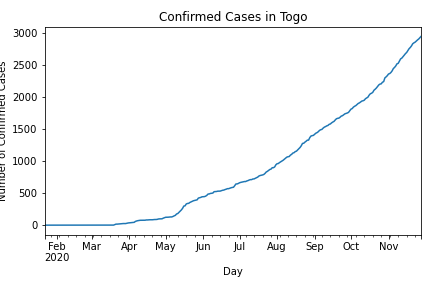 Confirmed Cases in Togo
Number of Confirmed Cases
3000
2500
2000
1500
1000
500
0
Feb Mar Apr May Jun Jul Aug Sep Oct Nov
2020
Day